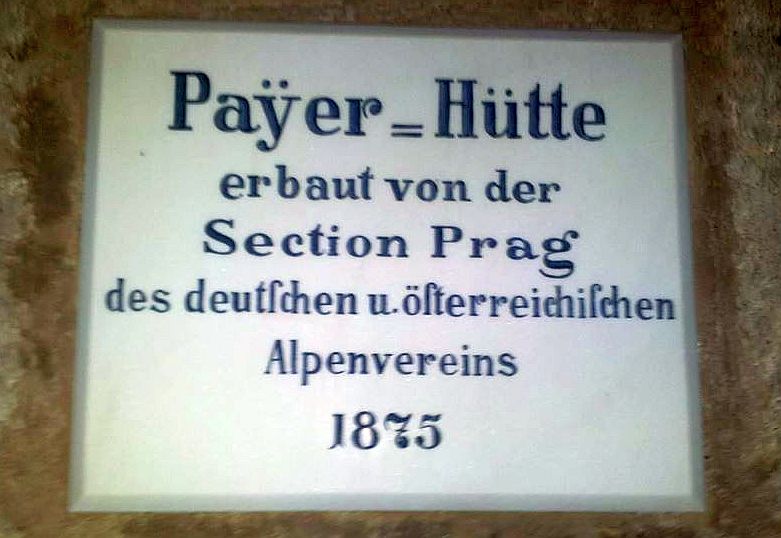 Paÿer=Hütte
erbaut von der
Section Prag
des deutſchen u. öſterreichiſchen
Alpenvereins
1875